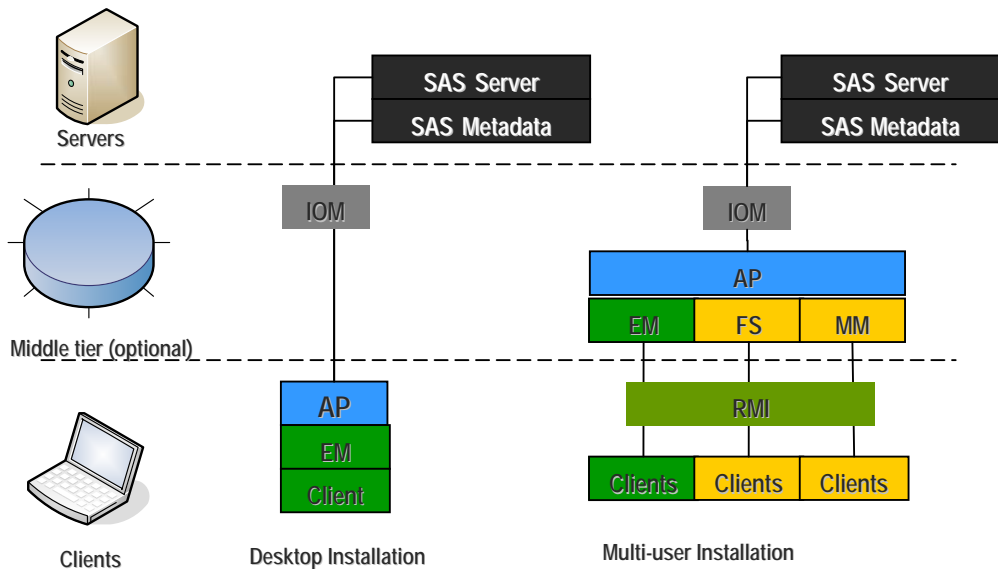 SAS Server
SAS Metadata
SAS Server
SAS Metadata
Servers
IOM
IOM
AP
EM
FS
MM
Middle tier (optional)
AP
EM
Client
RMI
Clients
Clients
Clients
Clients
Desktop Installation
Multi-user Installation